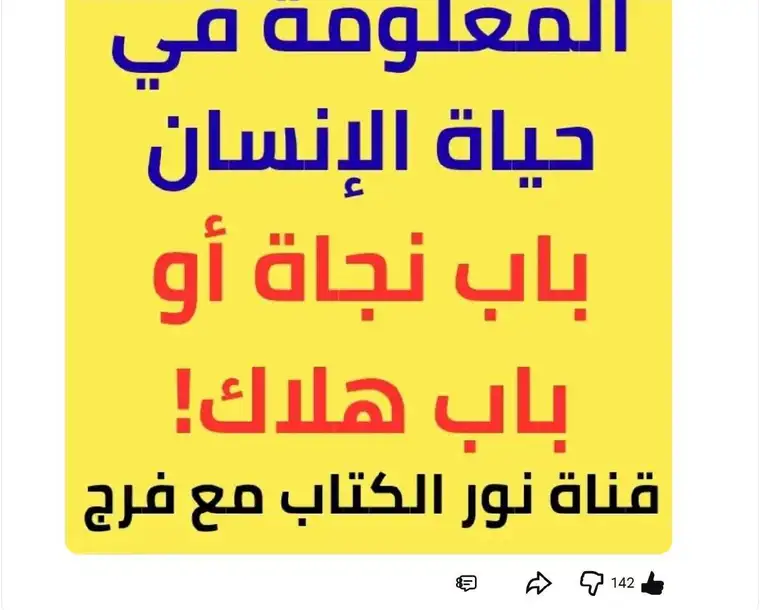 المعلومة في
حياة الإنسان
باب نجاة أو
باب هلاك!
قناة نور الكتاب مع فرج
142